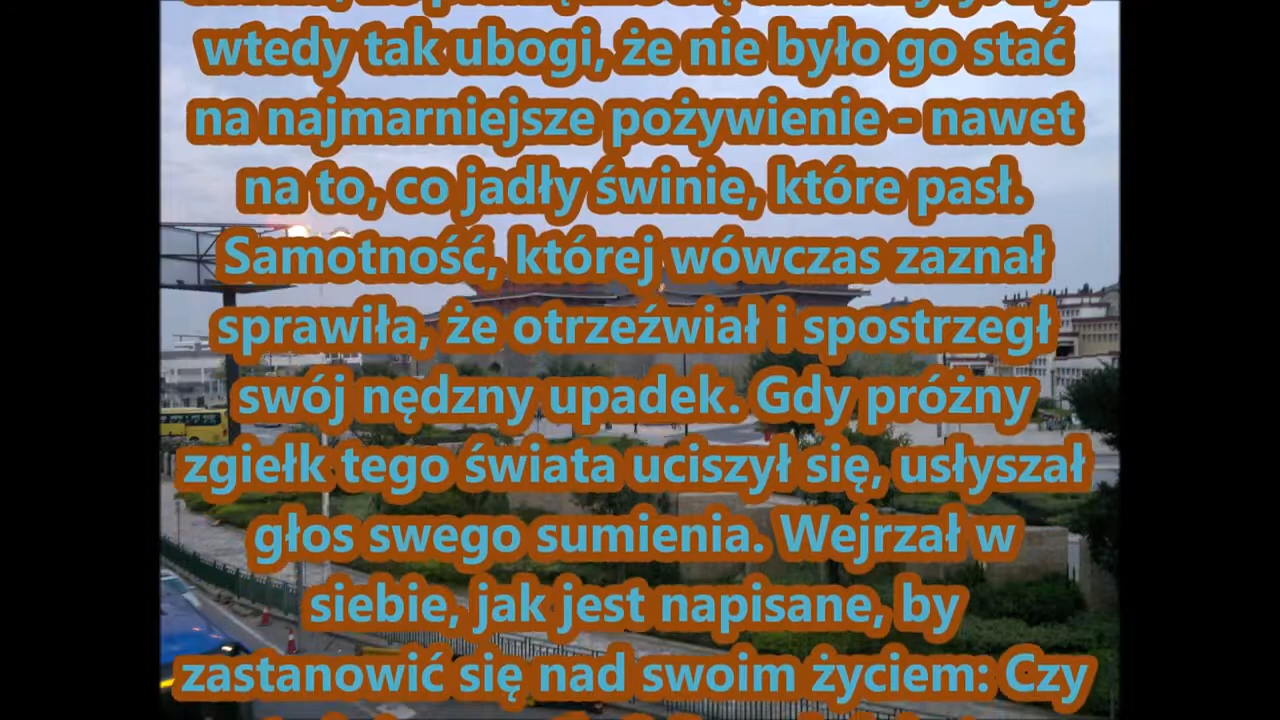 wtedy tak ubogi, że nie było go stać
na najmarniejsze pożywienie - nawet
na to, co jadły świnie, które pasł.
Samotność, której wówczas zaznał
sprawiła, że otrzeźwiał i spostrzegł
swój nędzny upadek. Gdy próżny
zgiełk tego świata uciszył się, usłyszał
głos swego sumienia. Wejrzał w
siebie, jak jest napisane, by
zastanowić się nad swoim życiem: Czy